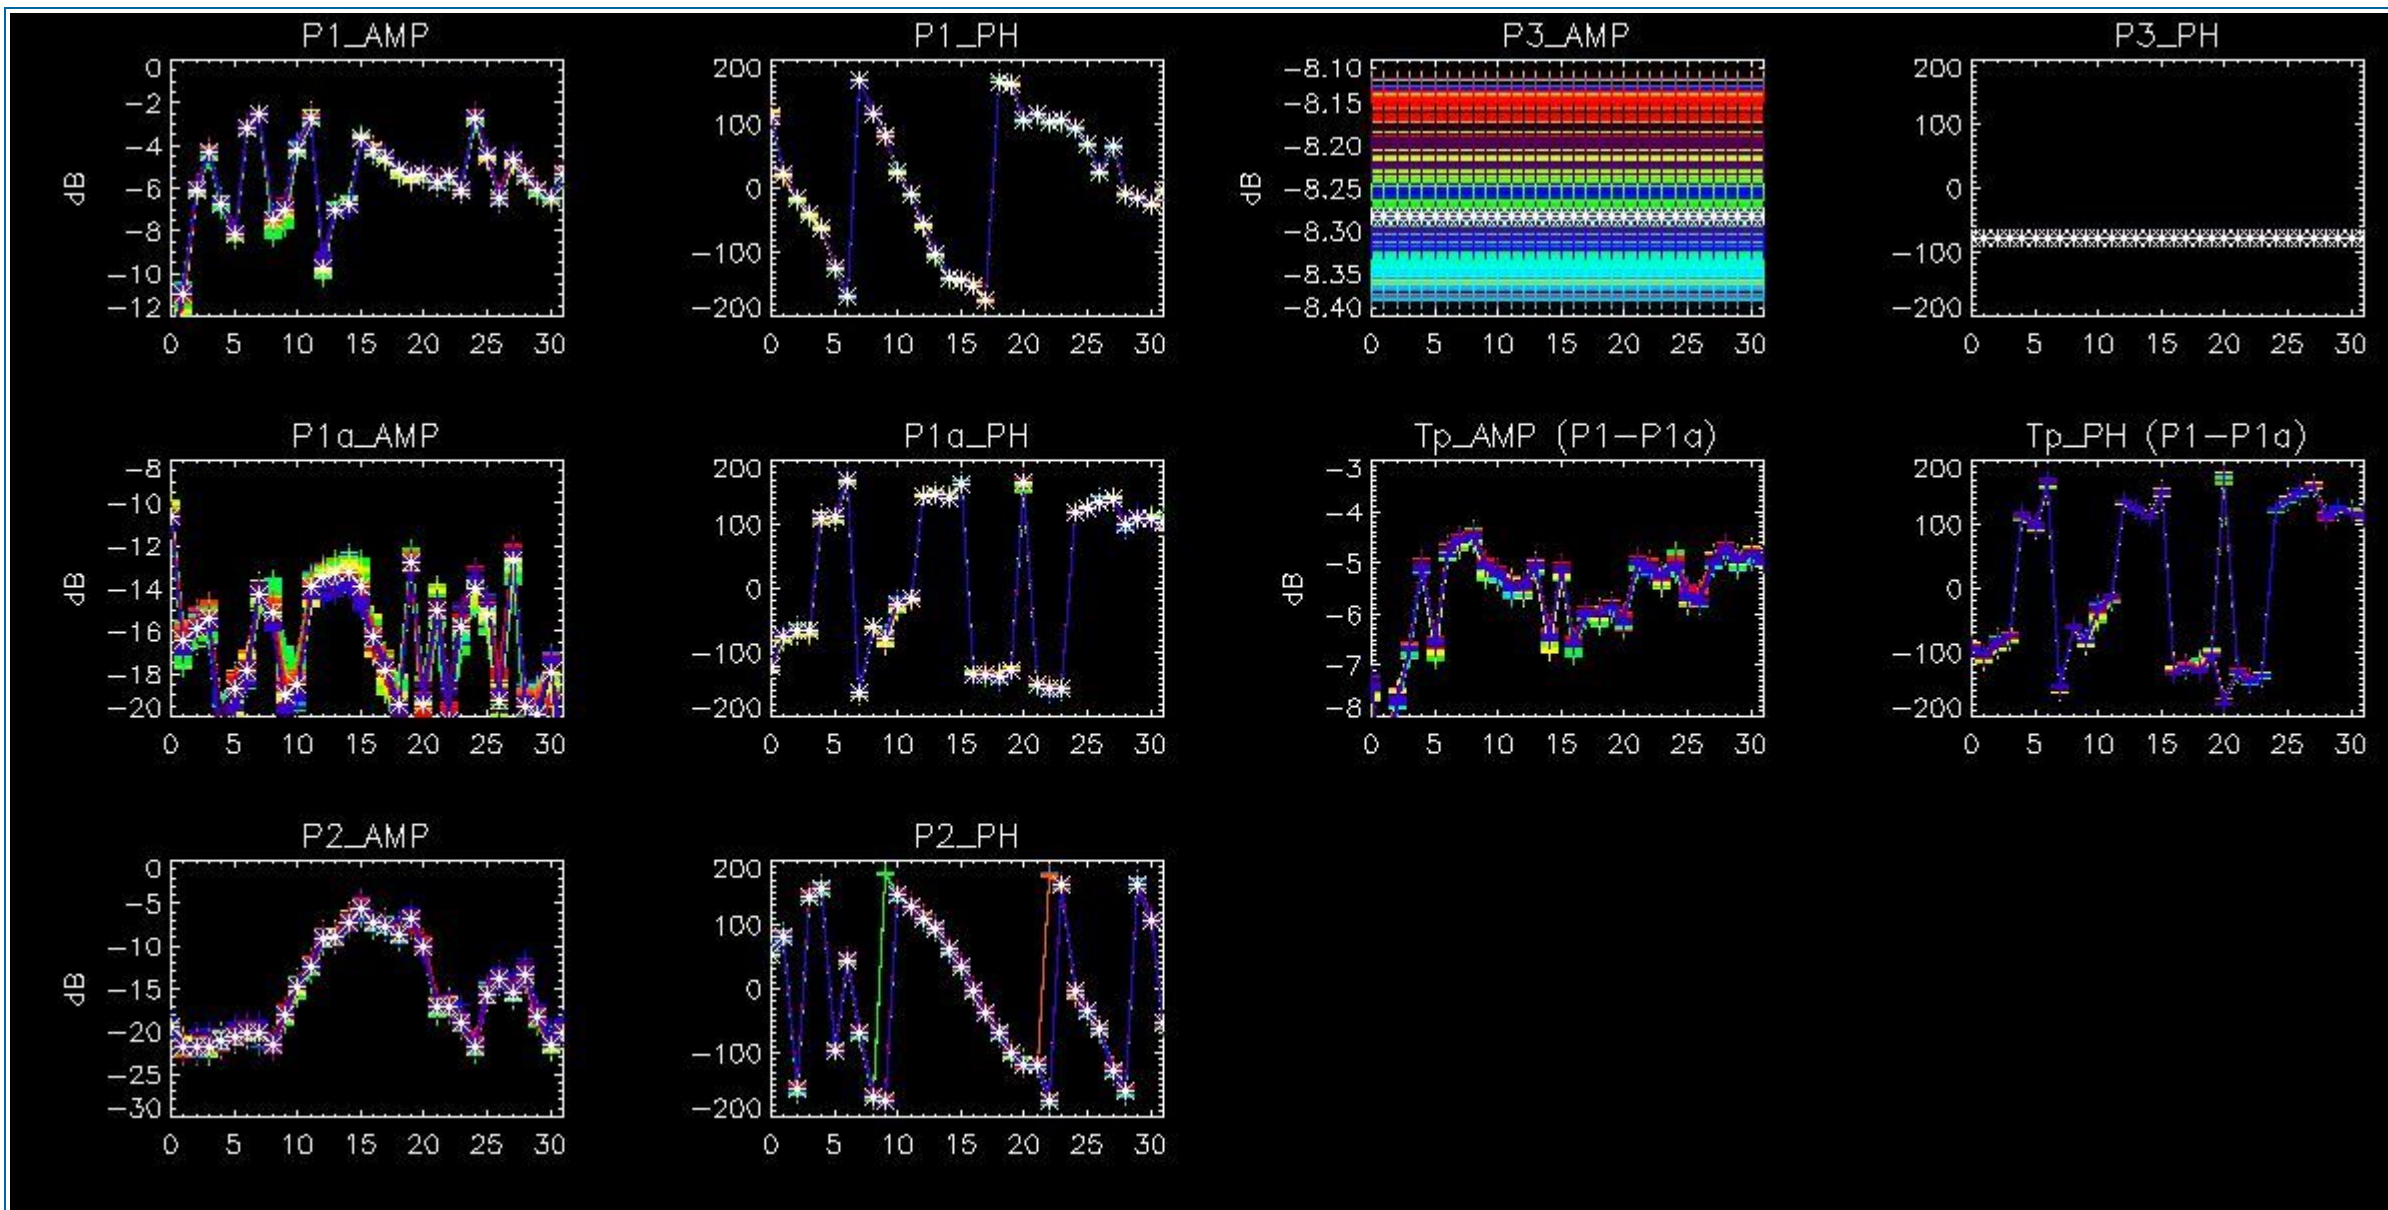 P1_AMP
0
−2
−4
−6
−8
−10
−12
dB
0 5 10 15 20 25 30
P1_PH
200
100
0
−100
−200
0 5 10 15 20 25 30
P3_AMP
−8.10
−8.15
−8.20
−8.25
−8.30
−8.35
−8.40
dB
0 5 10 15 20 25 30
P3_PH
200
100
0
−100
−200
0 5 10 15 20 25 30
P1a_AMP
−8
−10
−12
−14
−16
−18
−20
dB
0 5 10 15 20 25 30
P1a_PH
200
100
0
−100
−200
0 5 10 15 20 25 30
Tp_AMP (P1−P1a)
−3
−4
−5
−6
−7
−8
dB
0 5 10 15 20 25 30
Tp_PH (P1−P1a)
200
100
0
−100
−200
0 5 10 15 20 25 30
P2_AMP
0
−5
−10
−15
−20
−25
−30
dB
0 5 10 15 20 25 30
P2_PH
200
100
0
−100
−200
0 5 10 15 20 25 30